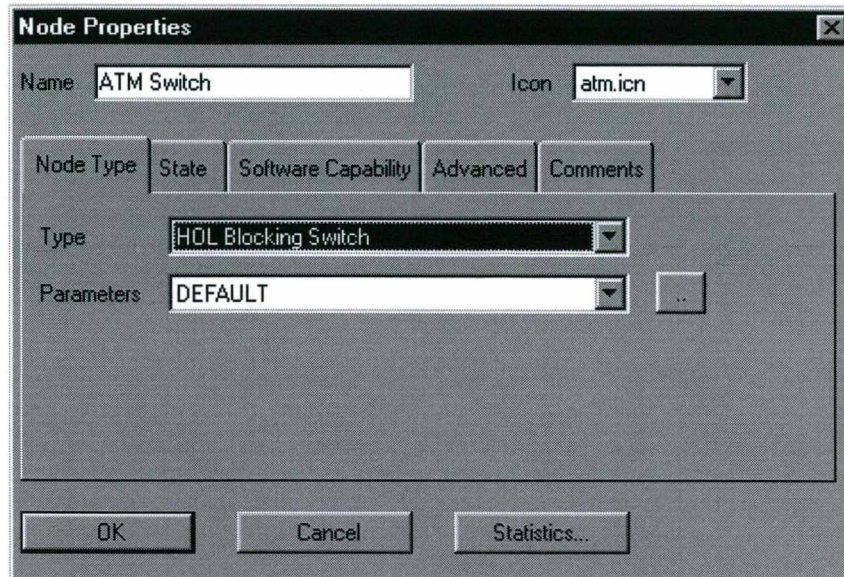 Node Properties
Name ATM Switch Icon atm.icn
Node Type State Software Capability Advanced Comments
Type HOL Blocking Switch
Parameters DEFAULT ..
OK Cancel Statistics...